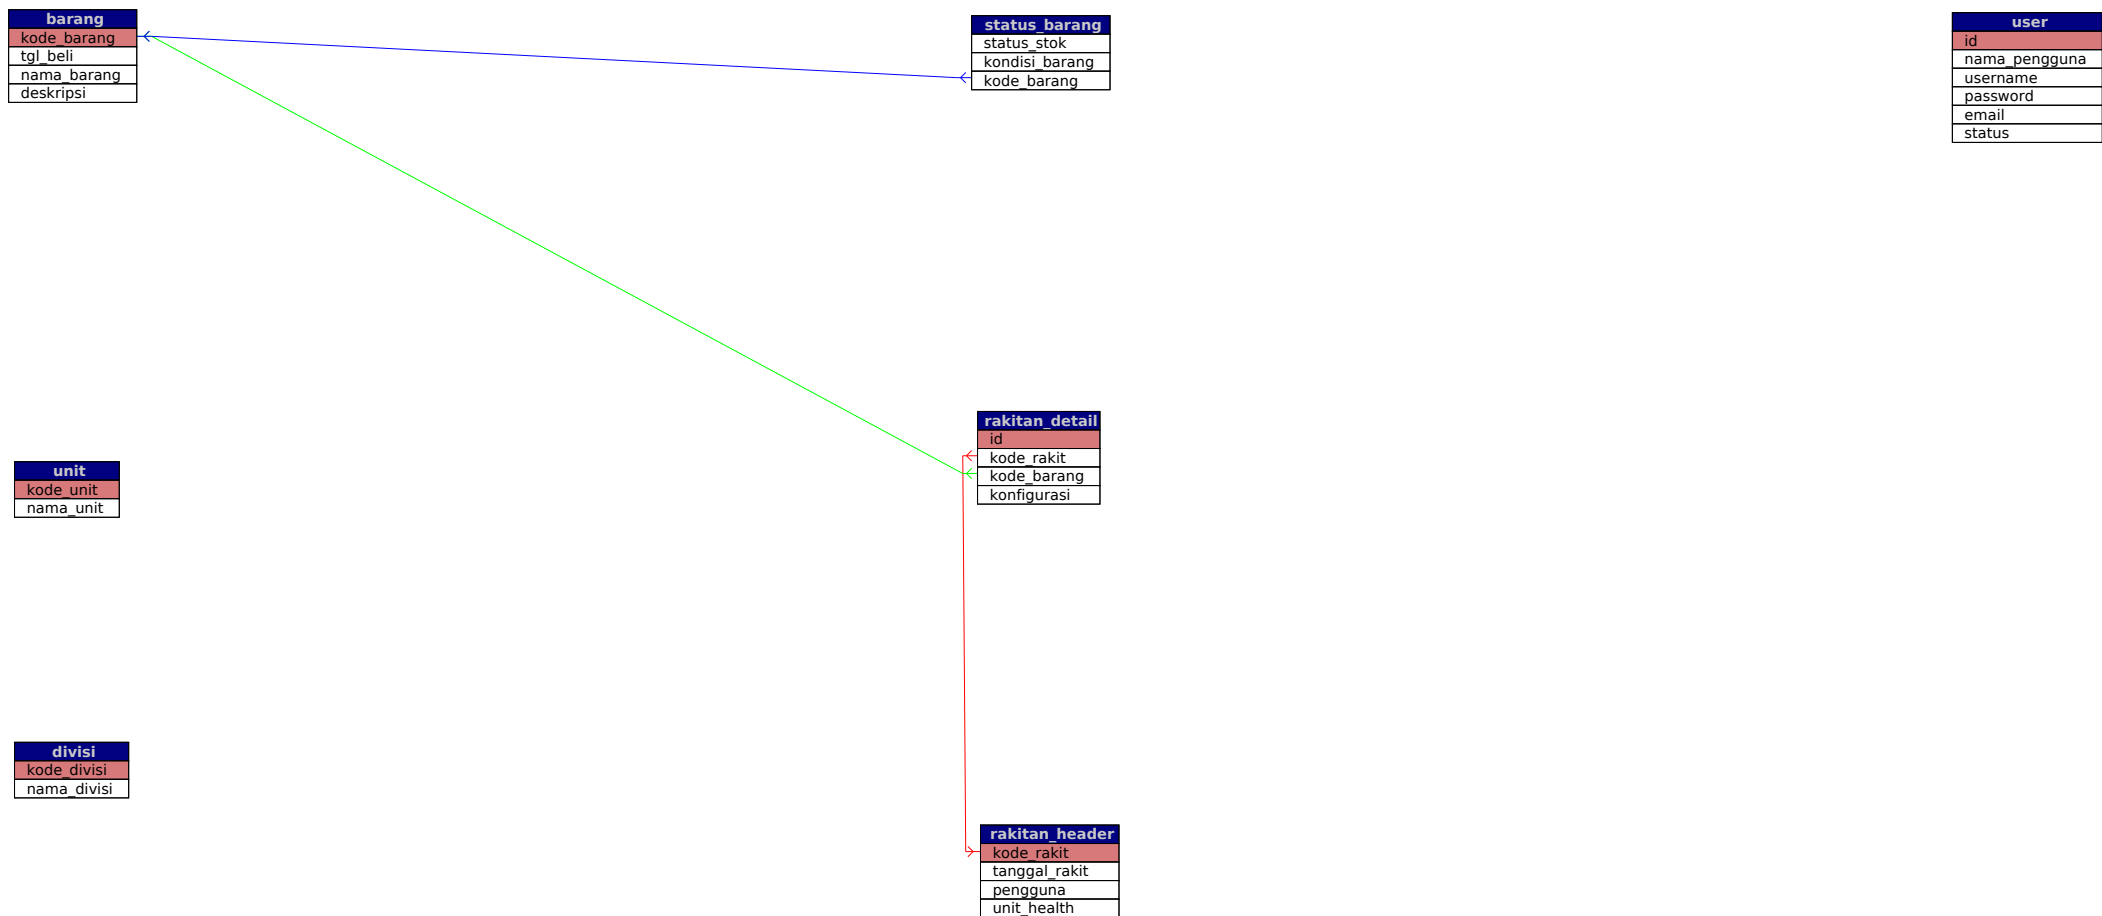 barang
kode_barang
tgl_beli
nama_barang
deskripsi
status_barang
status_stok
kondisi_barang
kode_barang
user
id
nama_pengguna
username
password
email
status
rakitan_detail
id
kode_rakit
kode_barang
konfigurasi
unit
kode_unit
nama_unit
divisi
kode_divisi
nama_divisi
rakitan_header
kode_rakit
tanggal_rakit
pengguna
unit_health